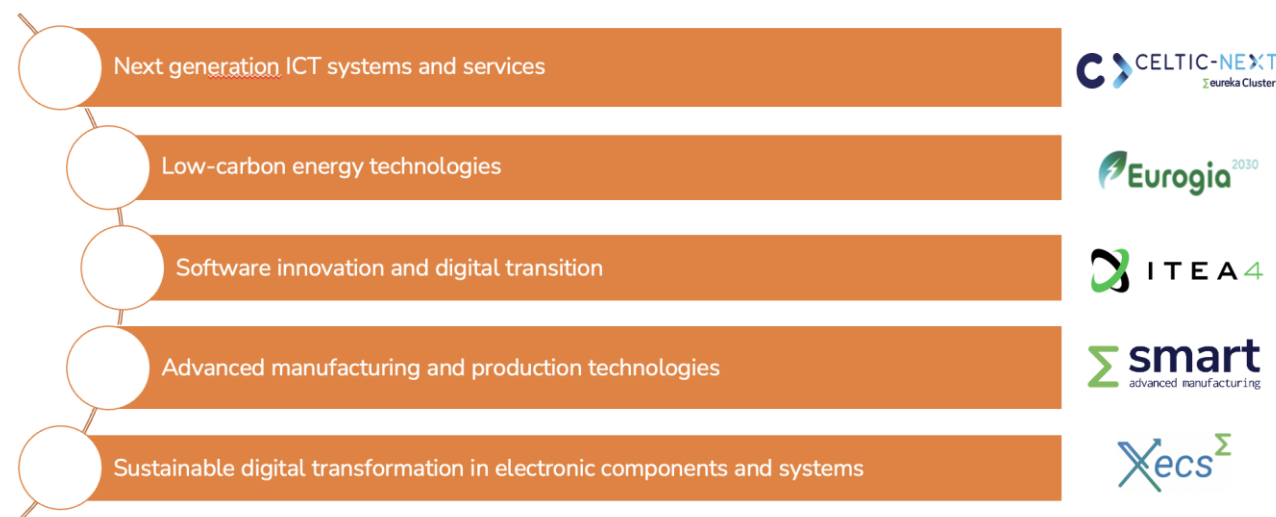 Next generation ICT systems and services
CELTIC-NEXT
Σeureka Cluster
Low-carbon energy technologies
Eurogia 2030
Software innovation and digital transition
ITEA4
Advanced manufacturing and production technologies
Σ smart
advanced manufacturing
Sustainable digital transformation in electronic components and systems
Xecs Σ